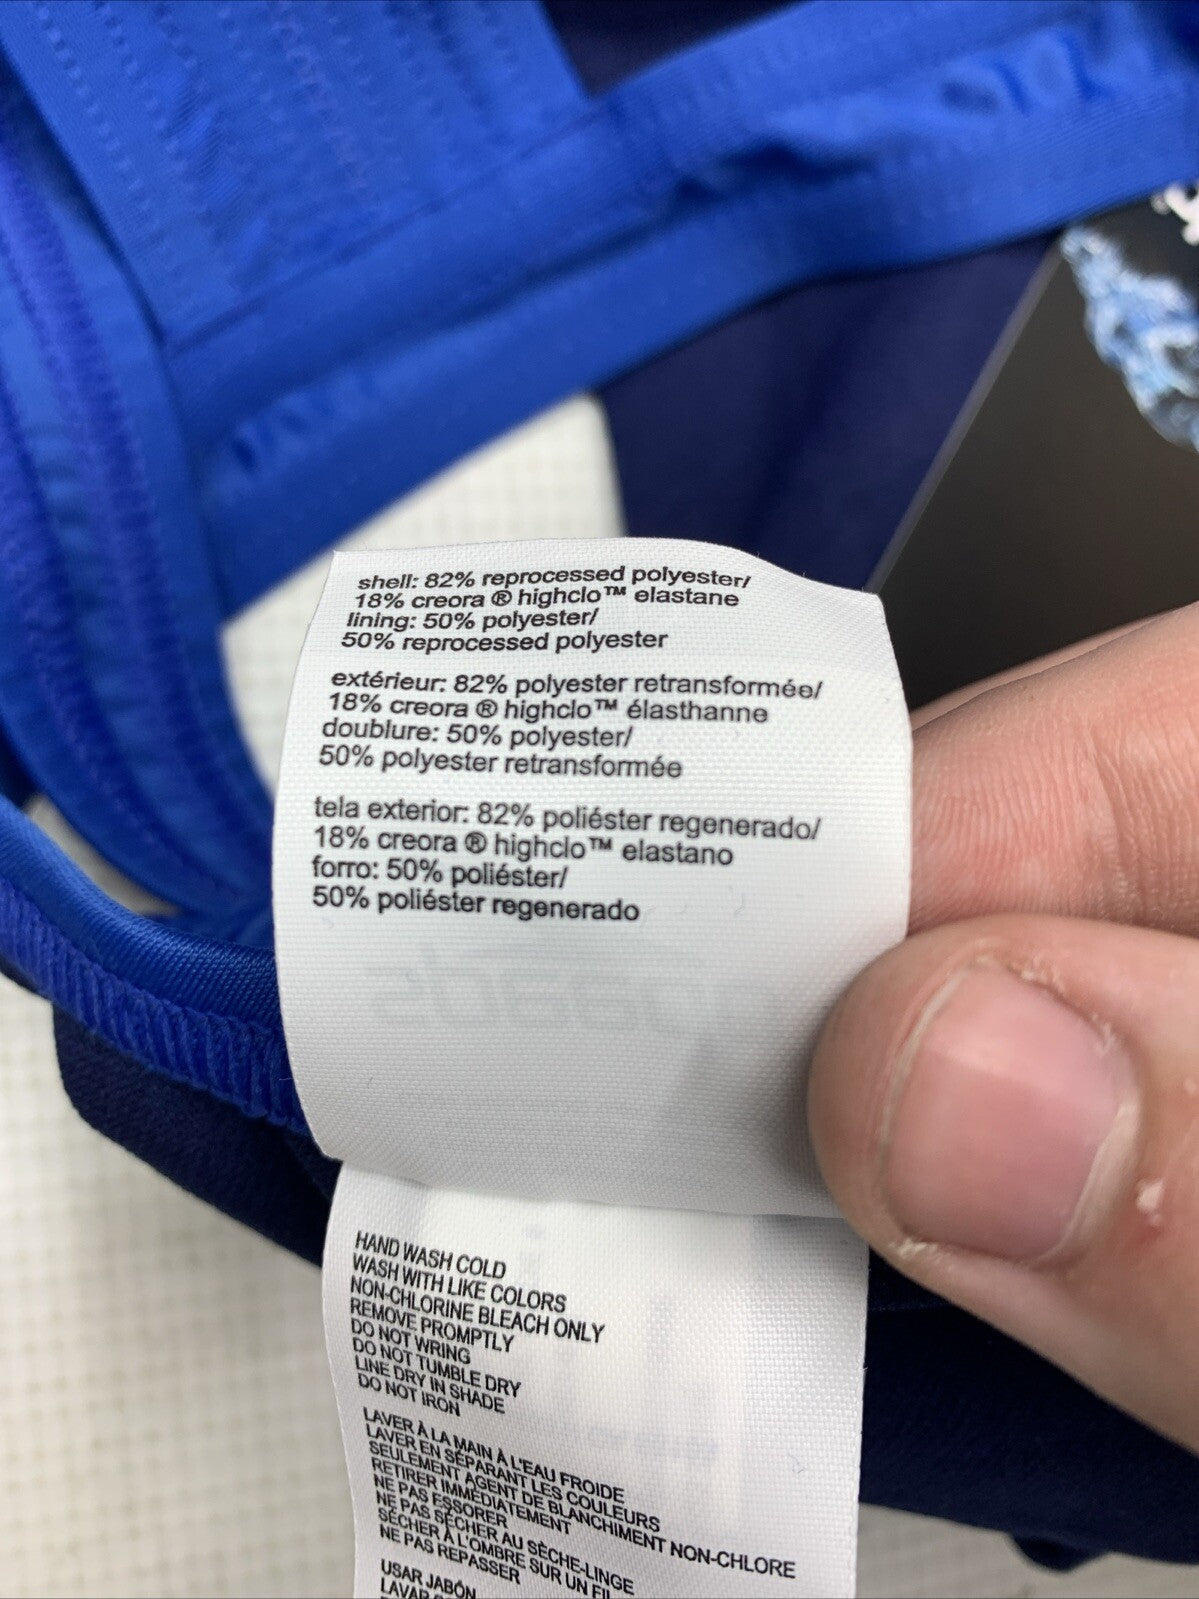 shell: 82% reprocessed polyester/
18% creora ® highclo™ elastane
lining: 50% polyester/
50% reprocessed polyester
extérieur: 82% polyester retransformée/
18% creora ® highclo™ élasthanne
doublure: 50% polyester/
50% polyester retransformée
tela exterior: 82% poliéster regenerado/
18% creora ® highclo™ elastano
forro: 50% poliéster/
50% poliéster regenerado
HAND WASH COLD
WASH WITH LIKE COLORS
NON-CHLORINE BLEACH ONLY
REMOVE PROMPTLY
DO NOT WRING
DO NOT TUMBLE DRY
LINE DRY IN SHADE
DO NOT IRON
LAVER À LA MAIN À L'EAU FROIDE
LAVER EN SÉPARANT LES COULEURS
SEULEMENT AGENT DE BLANCHIMENT NON-CHLORE
RETIRER IMMÉDIATEMENT
NE PAS ESSORER
NE PAS SÉCHER AU SÈCHE-LINGE
SÉCHER À L'OMBRE SUR UN FIL
NE PAS REPASSER
USAR JABÓN
LAVAR